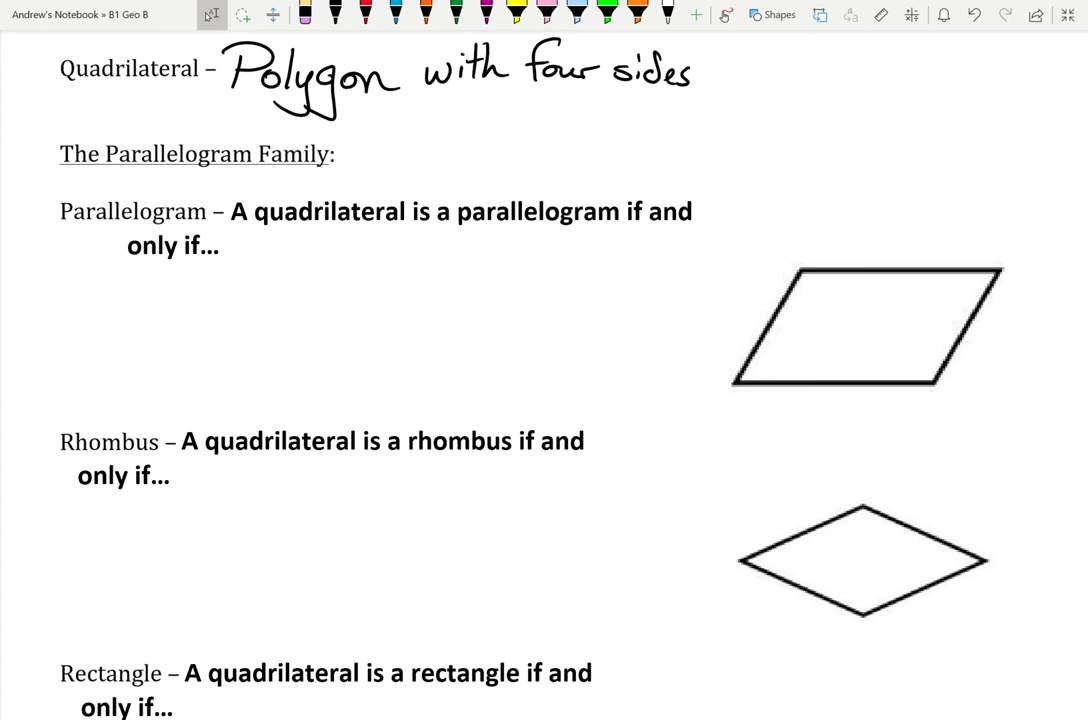 Andrew's Notebook » B1 Geo B
Shapes
Quadrilateral – Polygon with four sides
The Parallelogram Family:
Parallelogram – A quadrilateral is a parallelogram if and
only if...
Rhombus – A quadrilateral is a rhombus if and
only if...
Rectangle – A quadrilateral is a rectangle if and
only if...